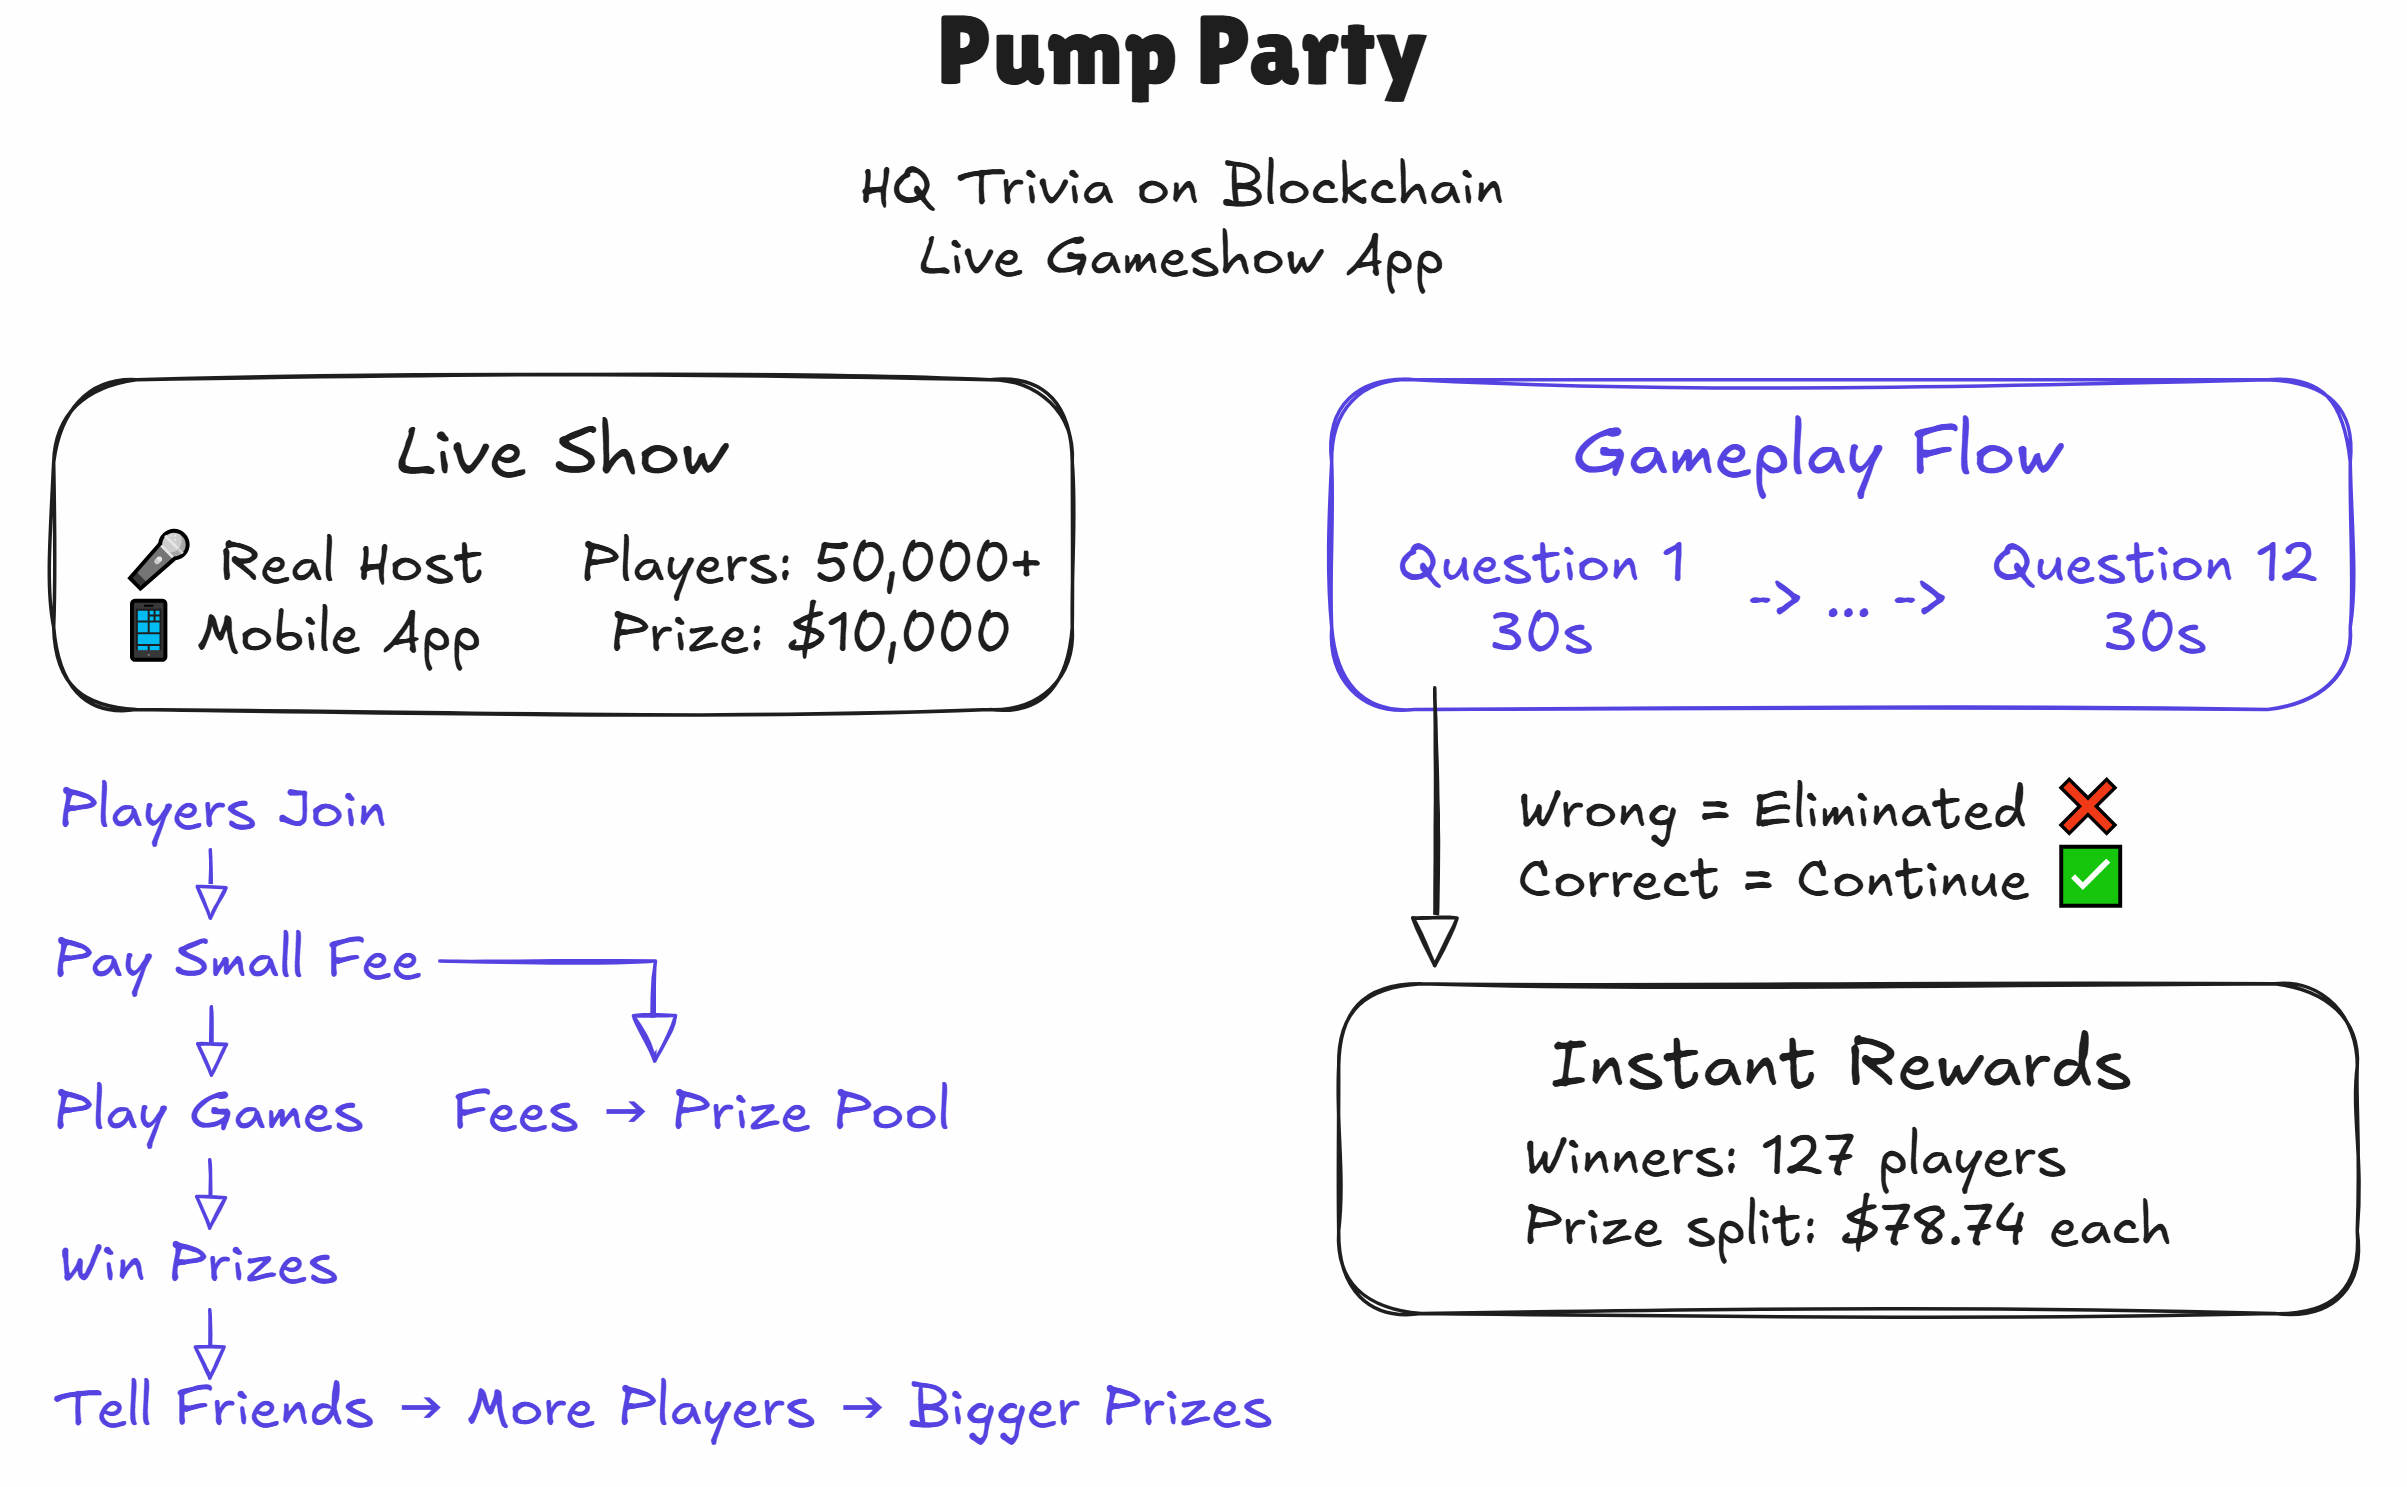 Pump Party
HQ Trivia on Blockchain
Live Gameshow App
Live Show
🎤 Real Host
📱 Mobile App
Players: 50,000+
Prize: $10,000
Gameplay Flow
Question 1
30s
-> ... ->
Question 12
30s
Wrong = Eliminated ❌
Correct = Continue ✅
Instant Rewards
Winners: 127 players
Prize split: $78.74 each
Players Join
Pay Small Fee
Play Games
Fees → Prize Pool
Win Prizes
Tell Friends → More Players → Bigger Prizes